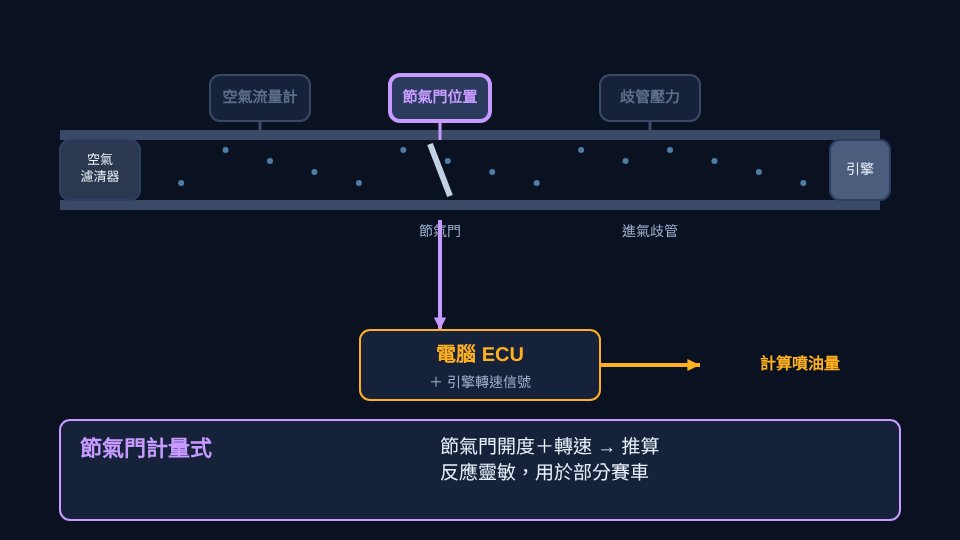 空氣流量計
節氣門位置
歧管壓力
空氣
濾清器
引擎
節氣門
進氣歧管
電腦 ECU
＋ 引擎轉速信號
計算噴油量
節氣門計量式
節氣門開度＋轉速 → 推算
反應靈敏，用於部分賽車